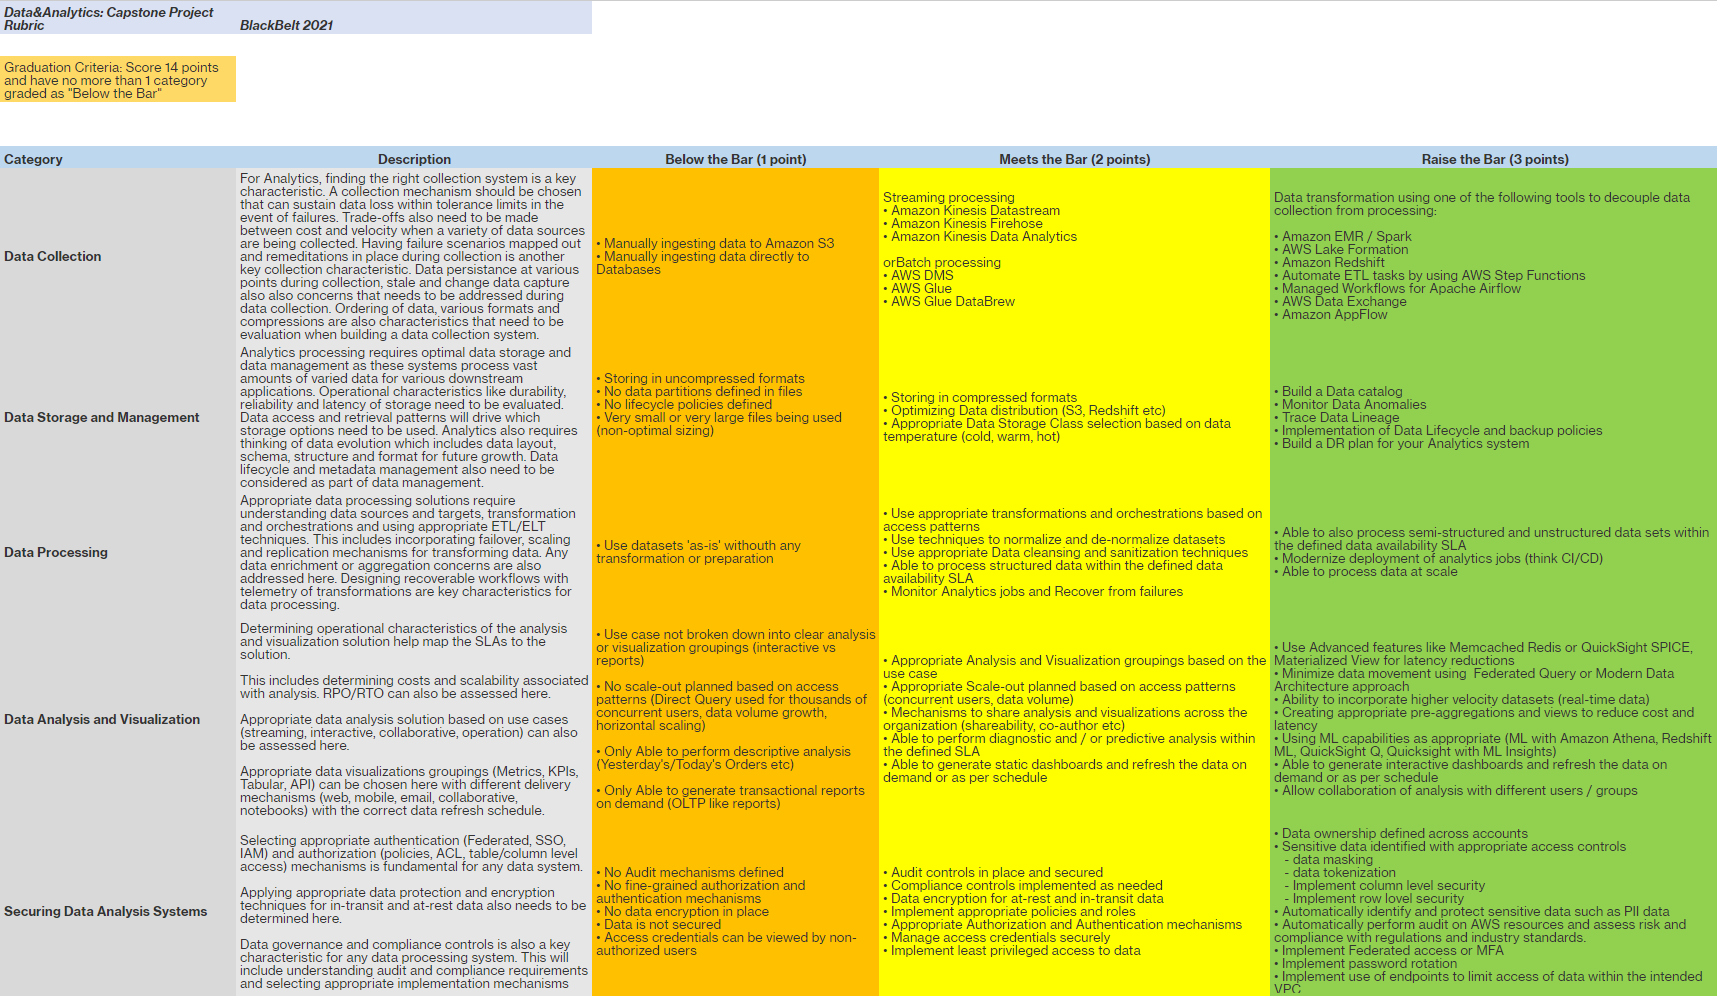 Data&Analytics: Capstone Project
Rubric
BlackBelt 2021
Graduation Criteria: Score 14 points
and have no more than 1 category
graded as "Below the Bar"
Category
Description
Below the Bar (1 point)
Meets the Bar (2 points)
Raise the Bar (3 points)
Data Collection
For Analytics, finding the right collection system is a key
characteristic. A collection mechanism should be chosen
that can sustain data loss within tolerance limits in the
event of failures. Trade-offs also need to be made
between cost and velocity when a variety of data sources
are being collected. Having failure scenarios mapped out
and remeditations in place during collection is another
key collection characteristic. Data persistance at various
points during collection, stale and change data capture
also also concerns that needs to be addressed during
data collection. Ordering of data, various formats and
compressions are also characteristics that need to be
evaluation when building a data collection system.
• Manually ingesting data to Amazon S3
• Manually ingesting data directly to
Databases
Streaming processing
• Amazon Kinesis Datastream
• Amazon Kinesis Firehose
• Amazon Kinesis Data Analytics
orBatch processing
• AWS DMS
• AWS Glue
• AWS Glue DataBrew
Data transformation using one of the following tools to decouple data
collection from processing:
• Amazon EMR / Spark
• AWS Lake Formation
• Amazon Redshift
• Automate ETL tasks by using AWS Step Functions
• Managed Workflows for Apache Airflow
• AWS Data Exchange
• Amazon AppFlow
Data Storage and Management
Analytics processing requires optimal data storage and
data management as these systems process vast
amounts of varied data for various downstream
applications. Operational characteristics like durability,
reliability and latency of storage need to be evaluated.
Data access and retrieval patterns will drive which
storage options need to be used. Analytics also requires
thinking of data evolution which includes data layout,
schema, structure and format for future growth. Data
lifecycle and metadata management also need to be
considered as part of data management.
• Storing in uncompressed formats
• No data partitions defined in files
• No lifecycle policies defined
• Very small or very large files being used
(non-optimal sizing)
• Storing in compressed formats
• Optimizing Data distribution (S3, Redshift etc)
• Appropriate Data Storage Class selection based on data
temperature (cold, warm, hot)
• Build a Data catalog
• Monitor Data Anomalies
• Trace Data Lineage
• Implementation of Data Lifecycle and backup policies
• Build a DR plan for your Analytics system
Data Processing
Appropriate data processing solutions require
understanding data sources and targets, transformation
and orchestrations and using appropriate ETL/ELT
techniques. This includes incorporating failover, scaling
and replication mechanisms for transforming data. Any
data enrichment or aggregation concerns are also
addressed here. Designing recoverable workflows with
telemetry of transformations are key characteristics for
data processing.
• Use datasets 'as-is' withouth any
transformation or preparation
• Use appropriate transformations and orchestrations based on
access patterns
• Use techniques to normalize and de-normalize datasets
• Use appropriate Data cleansing and sanitization techniques
• Able to process structured data within the defined data
availability SLA
• Monitor Analytics jobs and Recover from failures
• Able to also process semi-structured and unstructured data sets within
the defined data availability SLA
• Modernize deployment of analytics jobs (think CI/CD)
• Able to process data at scale
Data Analysis and Visualization
Determining operational characteristics of the analysis
and visualization solution help map the SLAs to the
solution.
This includes determining costs and scalability associated
with analysis. RPO/RTO can also be assessed here.
Appropriate data analysis solution based on use cases
(streaming, interactive, collaborative, operation) can also
be assessed here.
Appropriate data visualizations groupings (Metrics, KPIs,
Tabular, API) can be chosen here with different delivery
mechanisms (web, mobile, email, collaborative,
notebooks) with the correct data refresh schedule.
• Use case not broken down into clear analysis
or visualization groupings (interactive vs
reports)
• No scale-out planned based on access
patterns (Direct Query used for thousands of
concurrent users, data volume growth,
horizontal scaling)
• Only Able to perform descriptive analysis
(Yesterday's/Today's Orders etc)
• Only Able to generate transactional reports
on demand (OLTP like reports)
• Appropriate Analysis and Visualization groupings based on the
use case
• Appropriate Scale-out planned based on access patterns
(concurrent users, data volume)
• Mechanisms to share analysis and visualizations across the
organization (shareability, co-author etc)
• Able to perform diagnostic and / or predictive analysis within
the defined SLA
• Able to generate static dashboards and refresh the data on
demand or as per schedule
• Use Advanced features like Memcached Redis or QuickSight SPICE,
Materialized View for latency reductions
• Minimize data movement using  Federated Query or Modern Data
Architecture approach
• Ability to incorporate higher velocity datasets (real-time data)
• Creating appropriate pre-aggregations and views to reduce cost and
latency
• Using ML capabilities as appropriate (ML with Amazon Athena, Redshift
ML, QuickSight Q, Quicksight with ML Insights)
• Able to generate interactive dashboards and refresh the data on
demand or as per schedule
• Allow collaboration of analysis with different users / groups
Securing Data Analysis Systems
Selecting appropriate authentication (Federated, SSO,
IAM) and authorization (policies, ACL, table/column level
access) mechanisms is fundamental for any data system.
Applying appropriate data protection and encryption
techniques for in-transit and at-rest data also needs to be
determined here.
Data governance and compliance controls is also a key
characteristic for any data processing system. This will
include understanding audit and compliance requirements
and selecting appropriate implementation mechanisms
• No Audit mechanisms defined
• No fine-grained authorization and
authentication mechanisms
• No data encryption in place
• Data is not secured
• Access credentials can be viewed by non-
authorized users
• Audit controls in place and secured
• Compliance controls implemented as needed
• Data encryption for at-rest and in-transit data
• Implement appropriate policies and roles
• Appropriate Authorization and Authentication mechanisms
• Manage access credentials securely
• Implement least privileged access to data
• Data ownership defined across accounts
• Sensitive data identified with appropriate access controls
- data masking
- data tokenization
- Implement column level security
- Implement row level security
• Automatically identify and protect sensitive data such as PII data
• Automatically perform audit on AWS resources and assess risk and
compliance with regulations and industry standards.
• Implement Federated access or MFA
• Implement password rotation
• Implement use of endpoints to limit access of data within the intended
VPC